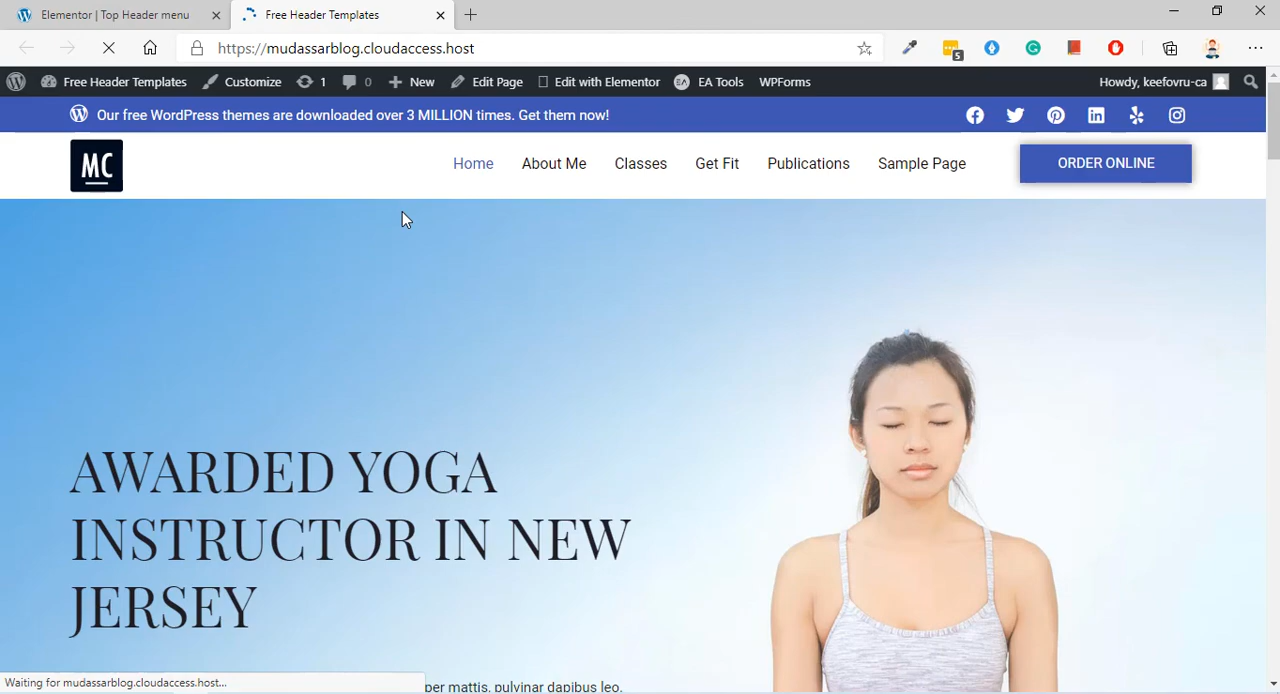 Elementor | Top Header menu
Free Header Templates
https://mudassarblog.cloudaccess.host
5
Free Header Templates Customize 1 0 New Edit Page Edit with Elementor EA EA Tools WPForms Howdy, keefovru-ca
Our free WordPress themes are downloaded over 3 MILLION times. Get them now!
MC
Home About Me Classes Get Fit Publications Sample Page ORDER ONLINE
AWARDED YOGA
INSTRUCTOR IN NEW
JERSEY
per mattis, pulvinar dapibus leo.
Waiting for mudassarblog.cloudaccess.host...